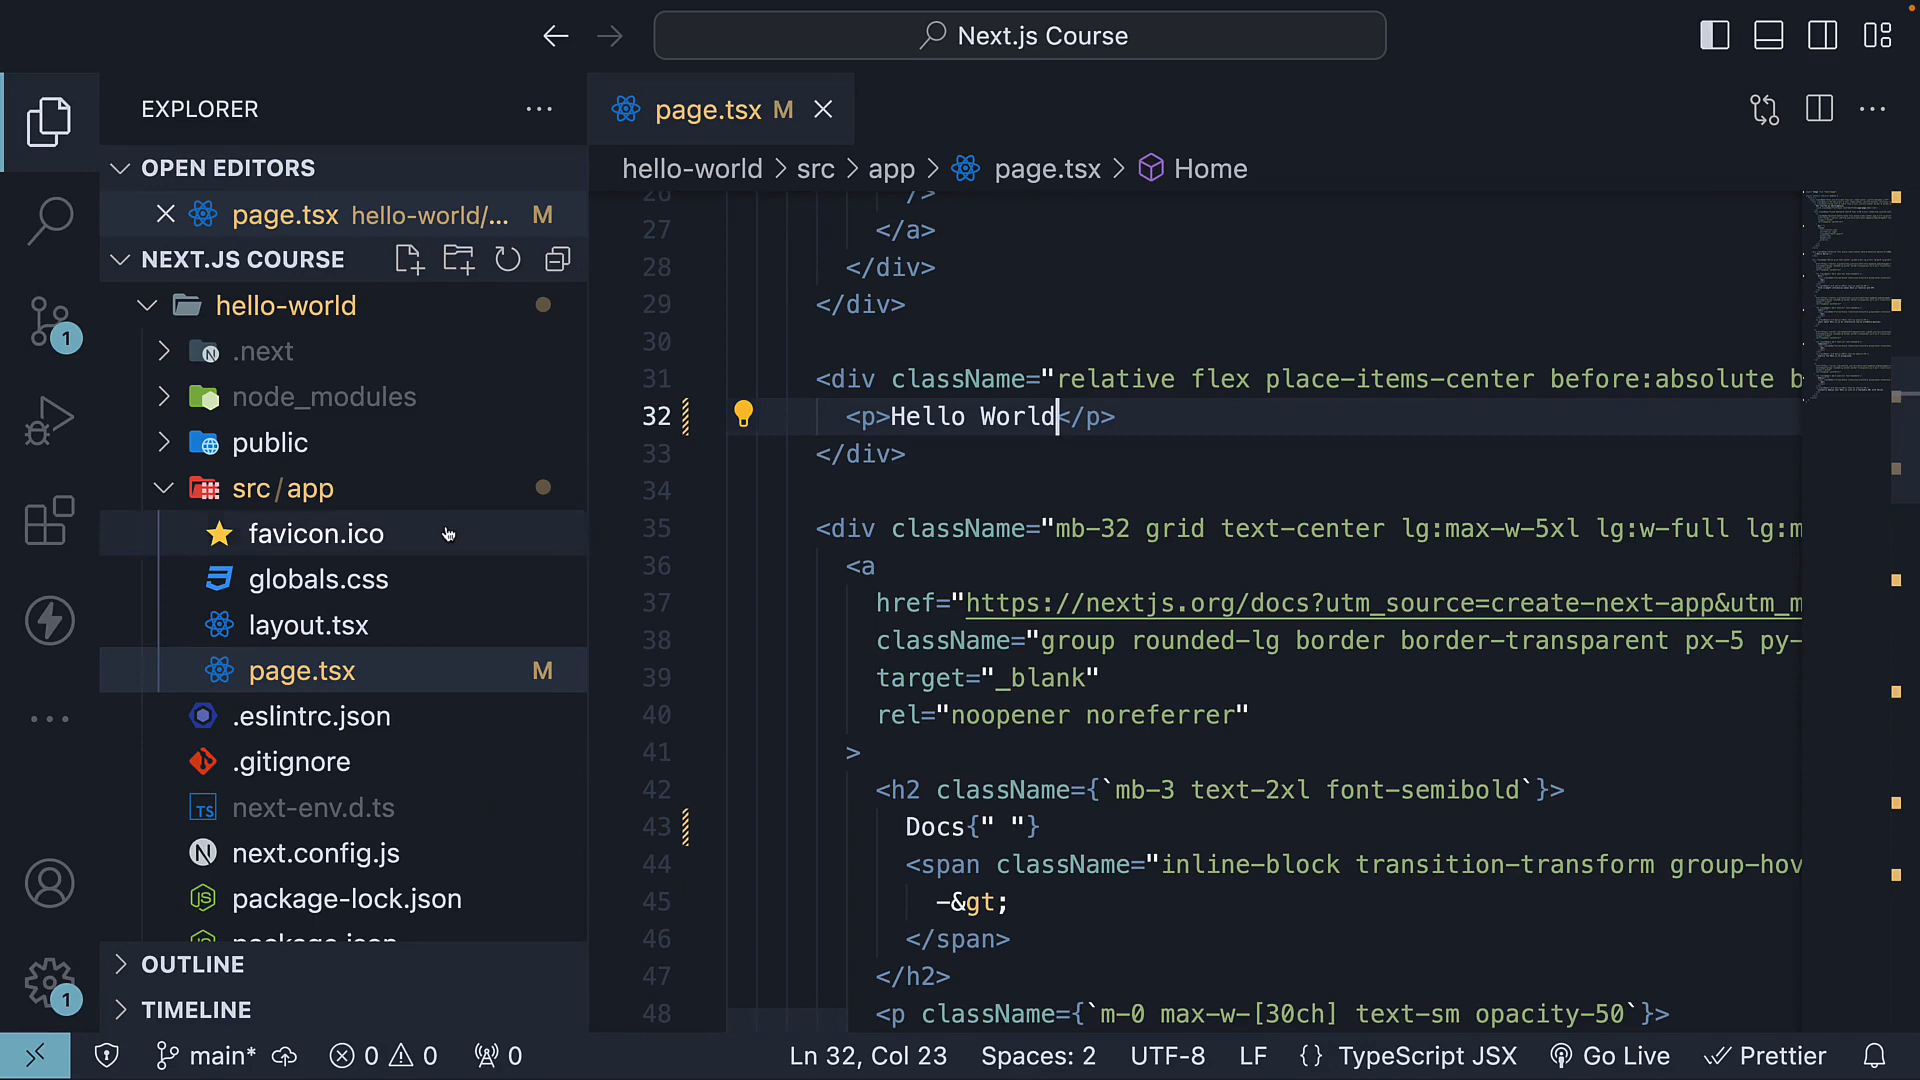 Next.js Course
EXPLORER
page.tsx M
OPEN EDITORS
hello-world > src > app > page.tsx > Home
page.tsx hello-world/... M
NEXT.JS COURSE
hello-world
.next
node_modules
public
src/app
favicon.ico
globals.css
layout.tsx
page.tsx M
.eslintrc.json
.gitignore
next-env.d.ts
next.config.js
package-lock.json
package.json
OUTLINE
TIMELINE
1
1
26 />
27 </a>
28 </div>
29 </div>
30
31 <div className="relative flex place-items-center before:absolute b
32 <p>Hello World</p>
33 </div>
34
35 <div className="mb-32 grid text-center lg:max-w-5xl lg:w-full lg:m
36 <a
37 href="https://nextjs.org/docs?utm_source=create-next-app&utm_m
38 className="group rounded-lg border border-transparent px-5 py-
39 target="_blank"
40 rel="noopener noreferrer"
41 >
42 <h2 className={`mb-3 text-2xl font-semibold`}>
43 Docs{" "}
44 <span className="inline-block transition-transform group-hov
45 -&gt;
46 </span>
47 </h2>
48 <p className={`m-0 max-w-[30ch] text-sm opacity-50`}>
main* 0 0 0 Ln 32, Col 23 Spaces: 2 UTF-8 LF {} TypeScript JSX Go Live Prettier